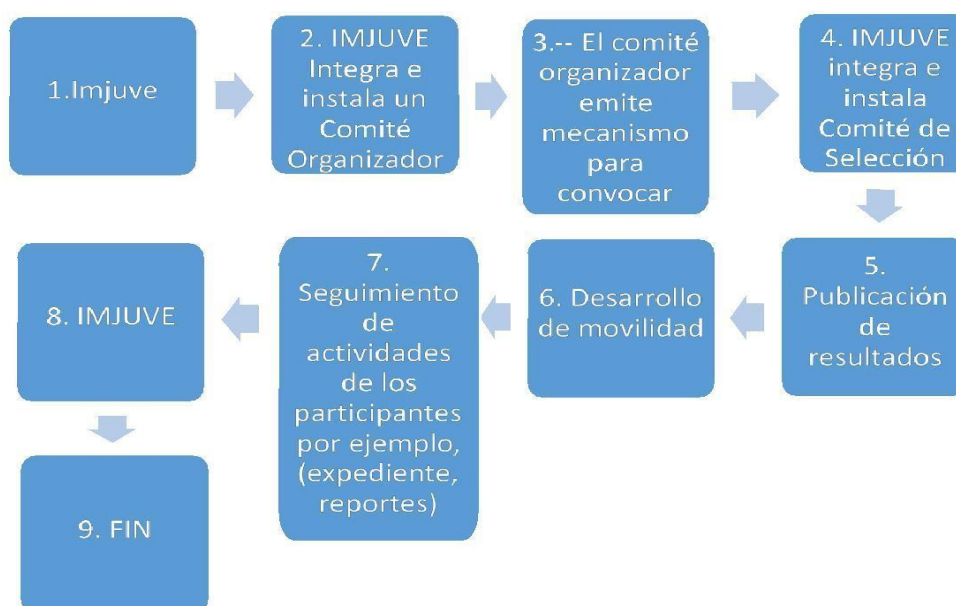 1.Imjuve
2. IMJUVE
Integra e
instala un
Comité
Organizador
3.-- El comité
organizador
emite
mecanismo
para
convocar
4. IMJUVE
integra e
instala
Comité de
Selección
5.
Publicación
de
resultados
6. Desarrollo
de movilidad
7.
Seguimiento
de
actividades
de los
participantes
por ejemplo,
(expediente,
reportes)
8. IMJUVE
9. FIN